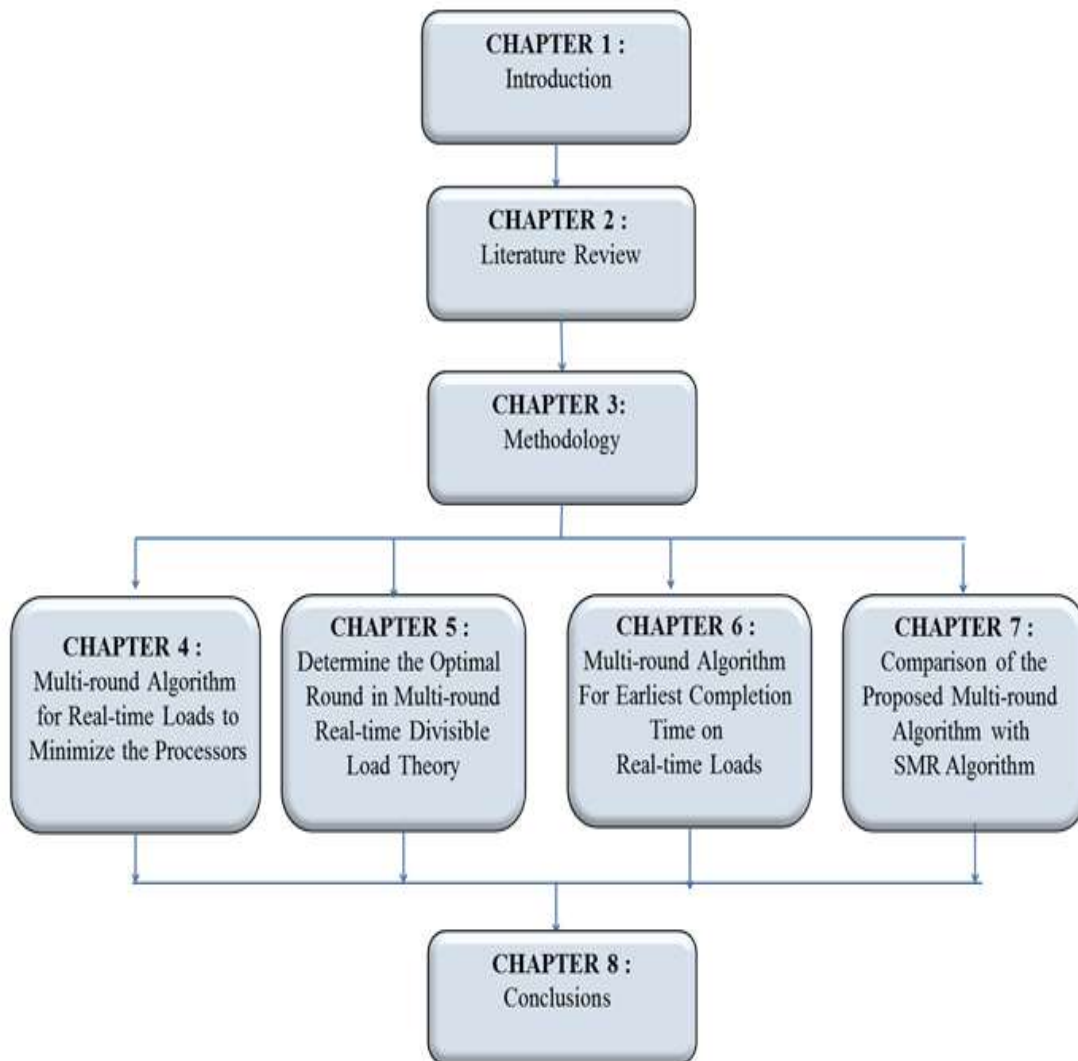 CHAPTER 1 :
Introduction
CHAPTER 2 :
Literature Review
CHAPTER 3:
Methodology
CHAPTER 4 :
Multi-round Algorithm
for Real-time Loads to
Minimize the Processors
CHAPTER 5 :
Determine the Optimal
Round in Multi-round
Real-time Divisible
Load Theory
CHAPTER 6 :
Multi-round Algorithm
For Earliest Completion
Time on
Real-time Loads
CHAPTER 7 :
Comparison of the
Proposed Multi-round
Algorithm with
SMR Algorithm
CHAPTER 8 :
Conclusions